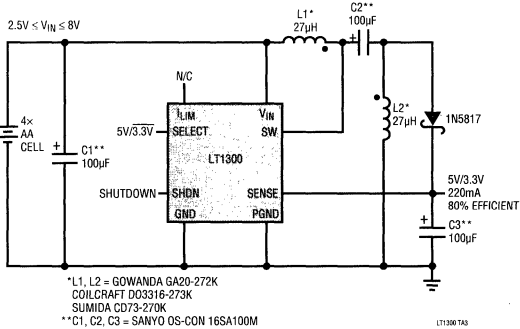 2.5V ≤ VIN ≤ 8V
L1*
27µH
C2**
100µF
+
N/C
ILIM
VIN
5V/3.3V
SELECT
SW
LT1300
4×
AA
CELL
+
C1**
100µF
L2*
27µH
1N5817
SHUTDOWN
SHDN
SENSE
5V/3.3V
220mA
80% EFFICIENT
GND
PGND
+
C3**
100µF
*L1, L2 = GOWANDA GA20-272K
COILCRAFT DO3316-273K
SUMIDA CD73-270K
**C1, C2, C3 = SANYO OS-CON 16SA100M
LT1300 TA3